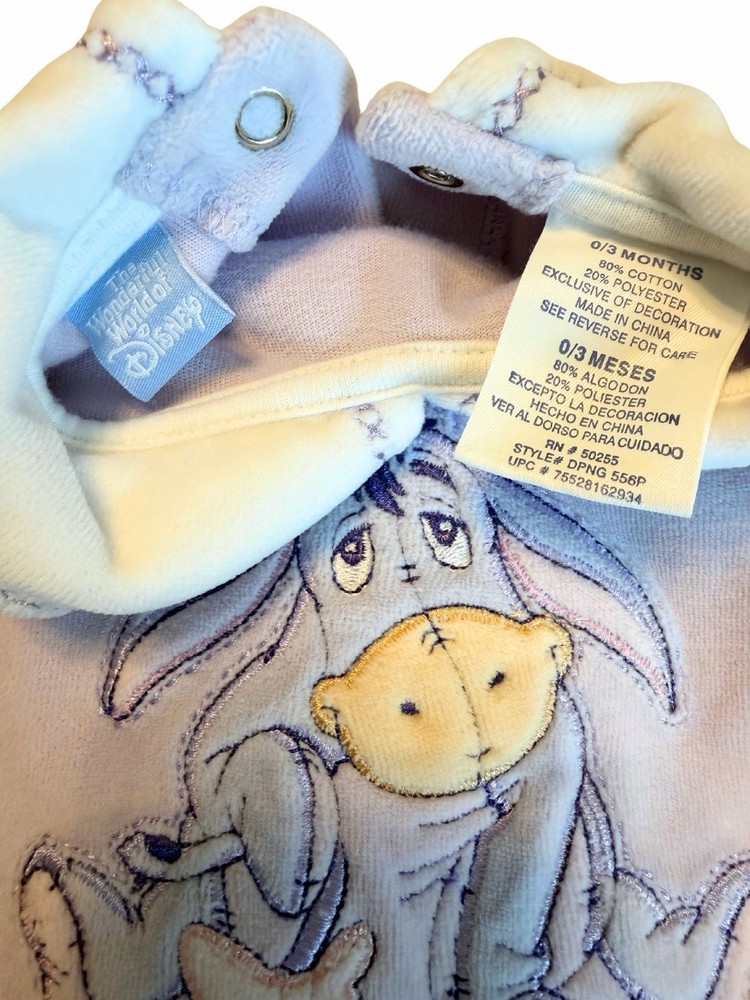 The
Wonderful
World of
Disney
0/3 MONTHS
80% COTTON
20% POLYESTER
EXCLUSIVE OF DECORATION
MADE IN CHINA
SEE REVERSE FOR CARE
0/3 MESES
80% ALGODON
20% POLIESTER
EXCEPTO LA DECORACION
HECHO EN CHINA
VER AL DORSO PARA CUIDADO
RN # 50255
STYLE# DPNG 556P
UPC # 75528162934